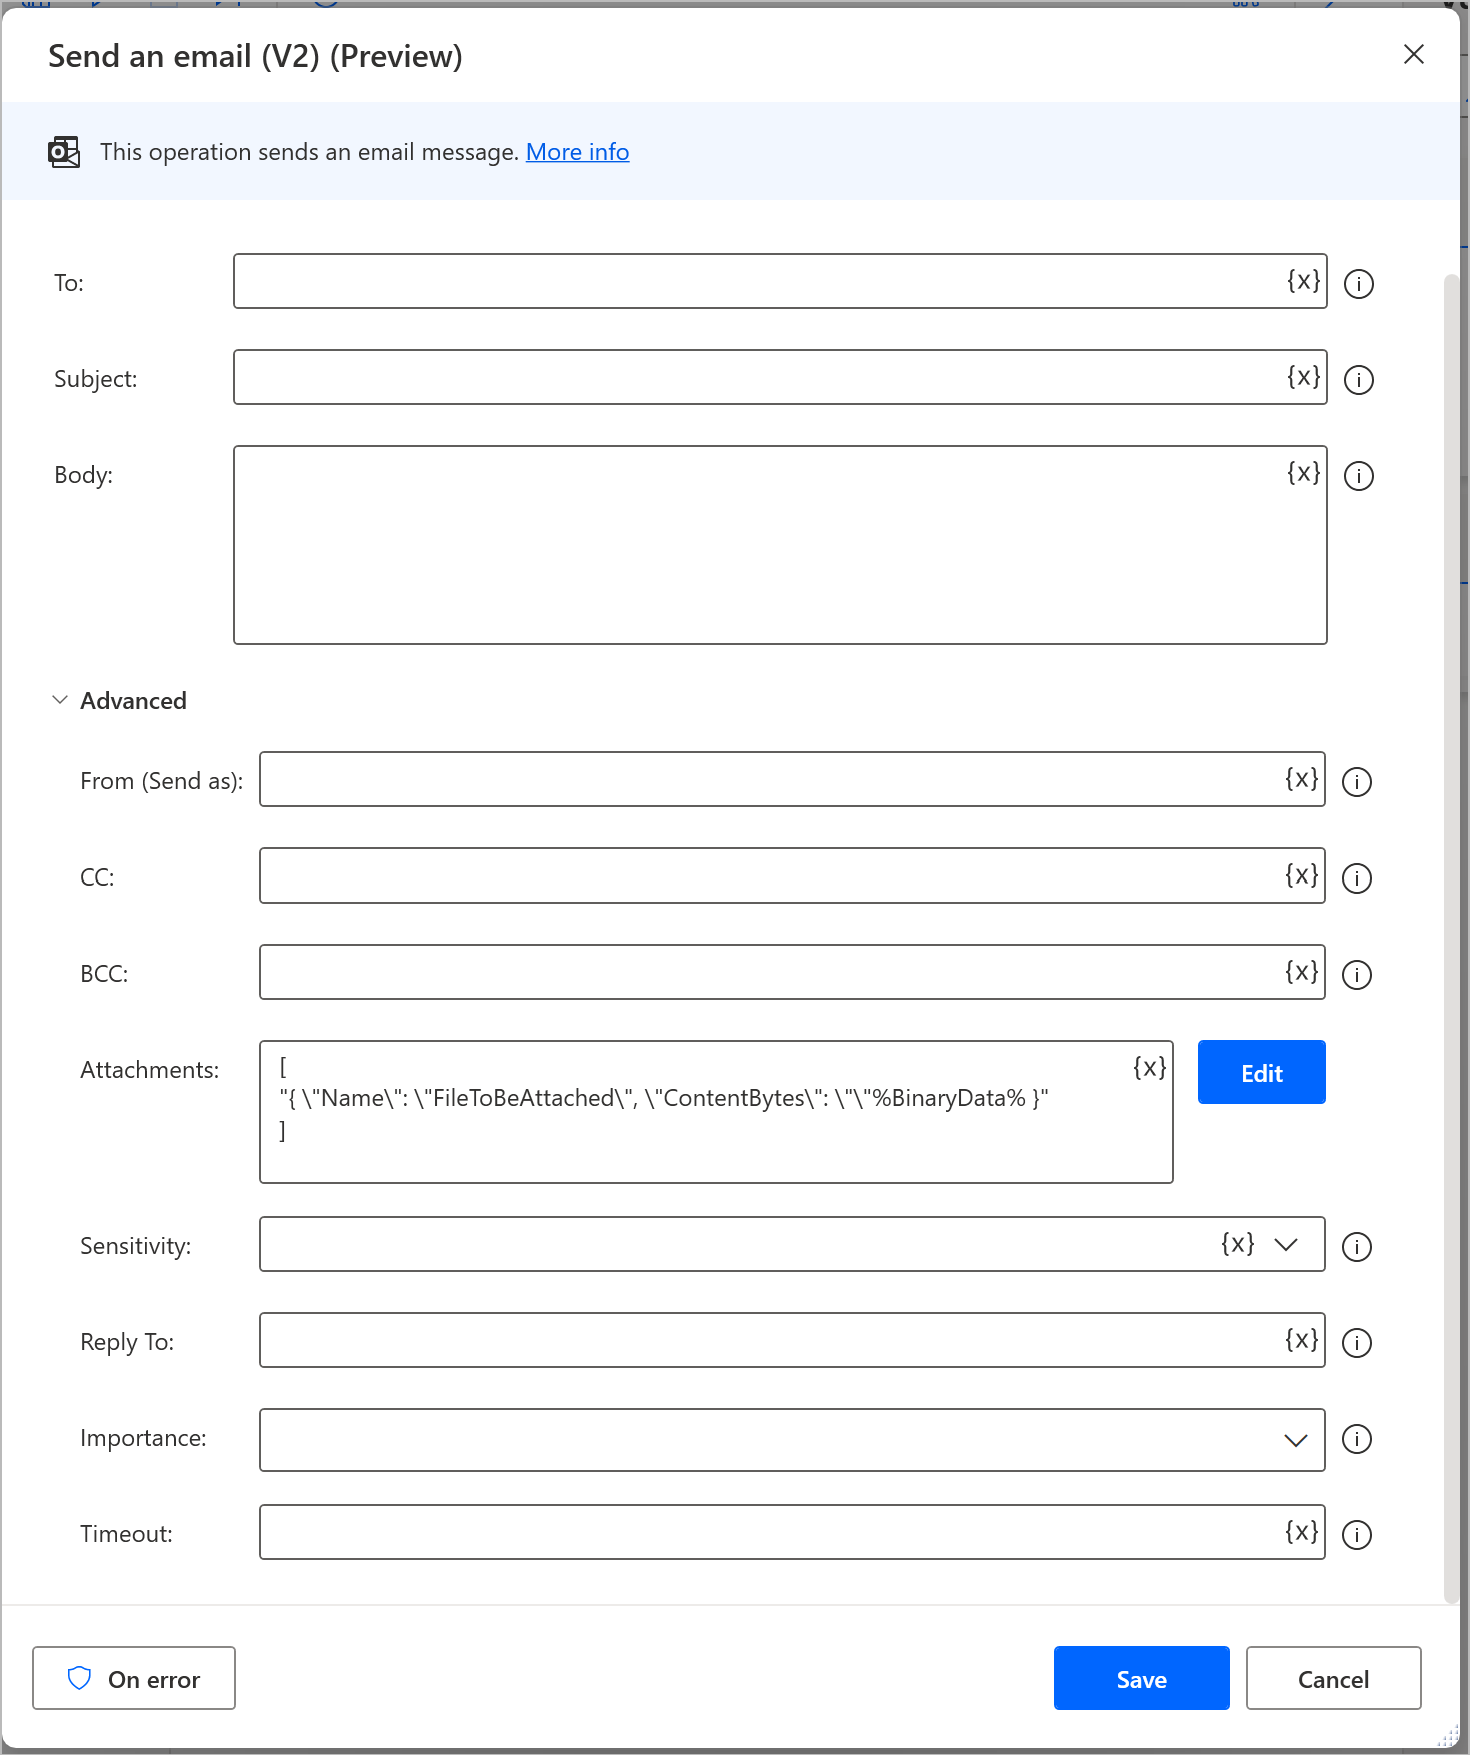 Send an email (V2) (Preview)
This operation sends an email message. More info
To:
{x}
Subject:
{x}
Body:
{x}
Advanced
From (Send as):
{x}
CC:
{x}
BCC:
{x}
Attachments:
[
"{ \"Name\": \"FileToBeAttached\", \"ContentBytes\": \"\"%BinaryData% }"
]
{x}
Edit
Sensitivity:
{x}
Reply To:
{x}
Importance:
Timeout:
{x}
On error
Save
Cancel